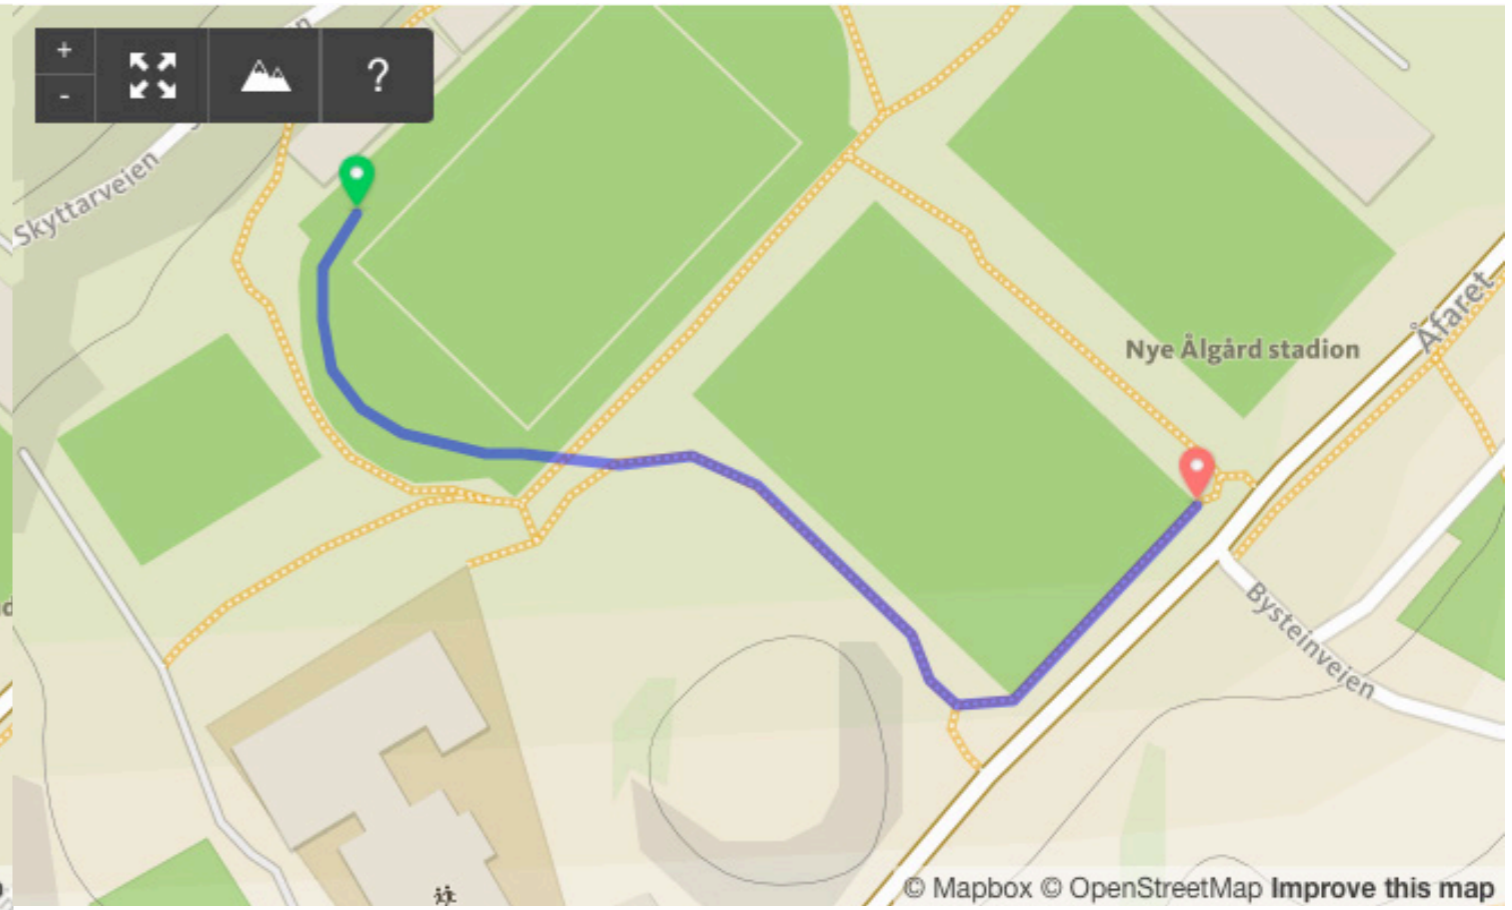 +
-
?
Skyttarveien
Åfaret
Nye Ålgård stadion
Bysteinveien
© Mapbox © OpenStreetMap Improve this map